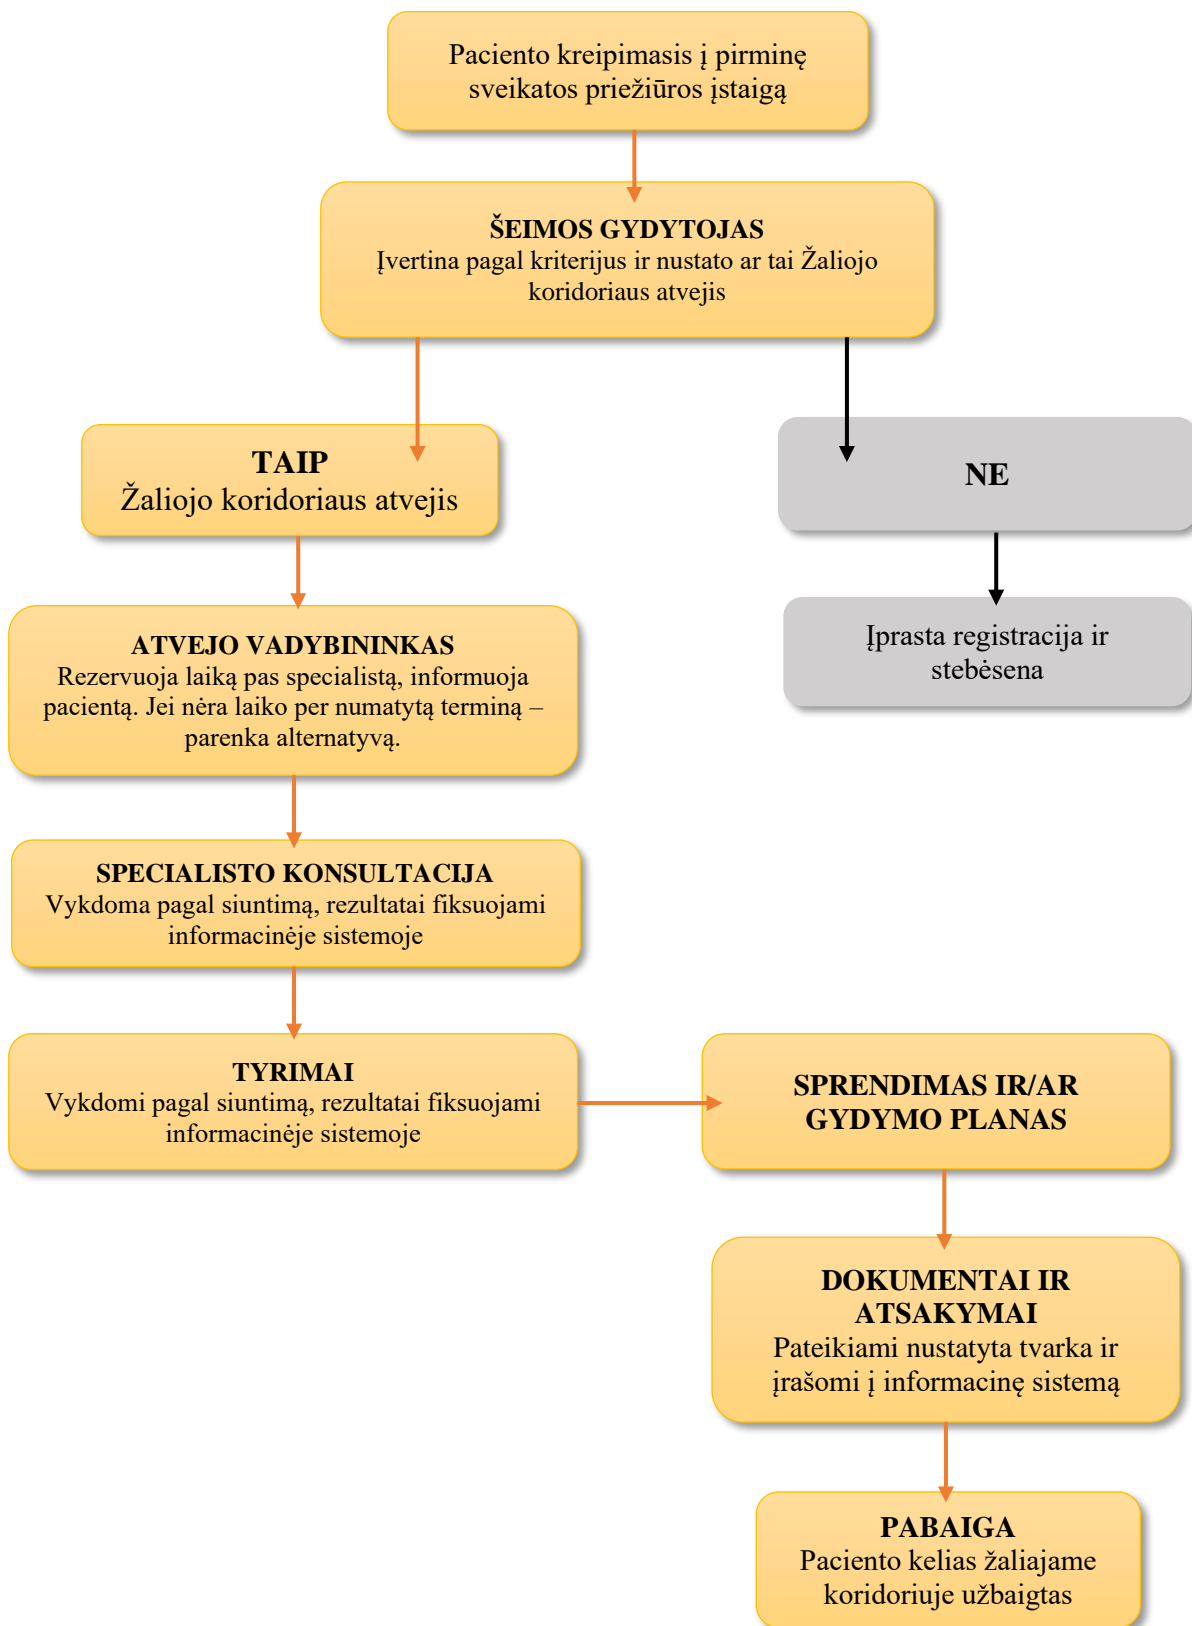 Paciento kreipimasis į pirminę
sveikatos priežiūros įstaigą
ŠEIMOS GYDYTOJAS
Įvertina pagal kriterijus ir nustato ar tai Žaliojo
koridoriaus atvejis
TAIP
Žaliojo koridoriaus atvejis
NE
ATVEJO VADYBININKAS
Rezervuoja laiką pas specialistą, informuoja
pacientą. Jei nėra laiko per numatytą terminą –
parenka alternatyvą.
Įprasta registracija ir
stebėsena
SPECIALISTO KONSULTACIJA
Vykdoma pagal siuntimą, rezultatai fiksuojami
informacinėje sistemoje
TYRIMAI
Vykdomi pagal siuntimą, rezultatai fiksuojami
informacinėje sistemoje
SPRENDIMAS IR/AR
GYDYMO PLANAS
DOKUMENTAI IR
ATSAKYMAI
Pateikiami nustatyta tvarka ir
įrašomi į informacinę sistemą
PABAIGA
Paciento kelias žaliajame
koridoriuje užbaigtas